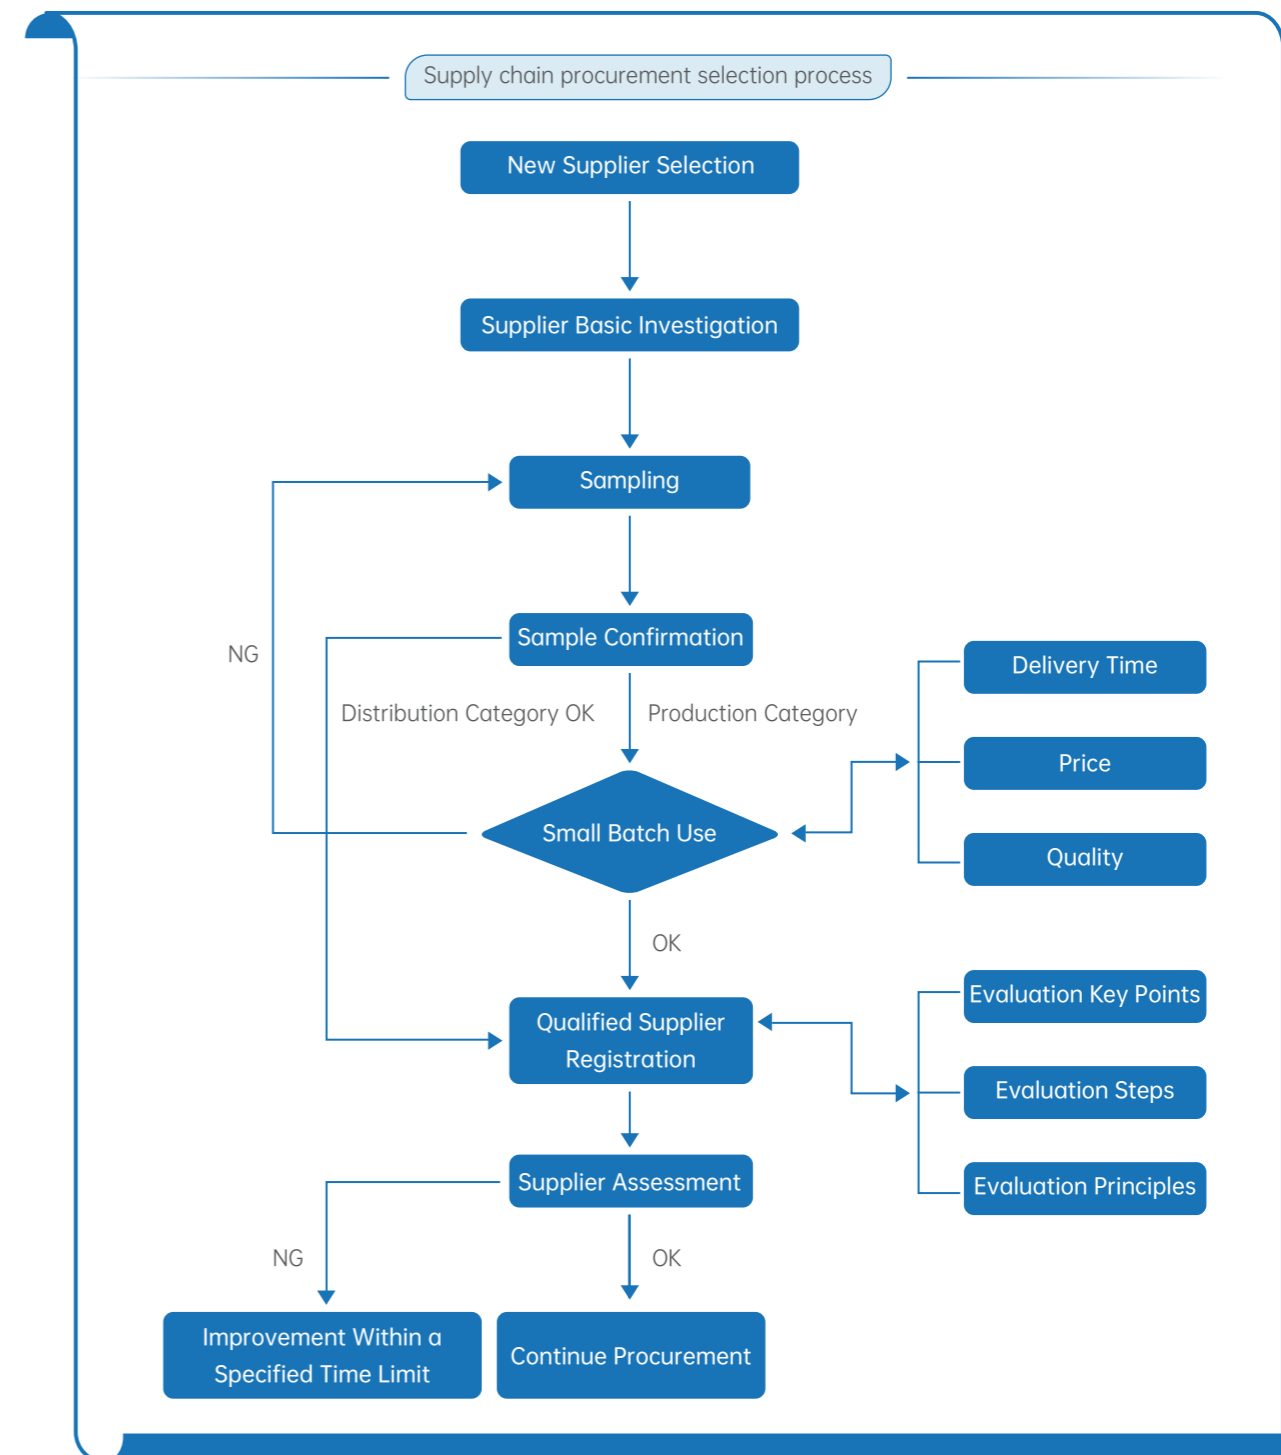 Supply chain procurement selection process
New Supplier Selection
Supplier Basic Investigation
Sampling
Sample Confirmation
NG
Delivery Time
Distribution Category OK
Production Category
Price
Small Batch Use
Quality
OK
Evaluation Key Points
Qualified Supplier
Registration
Evaluation Steps
Supplier Assessment
Evaluation Principles
NG
OK
Improvement Within a
Specified Time Limit
Continue Procurement